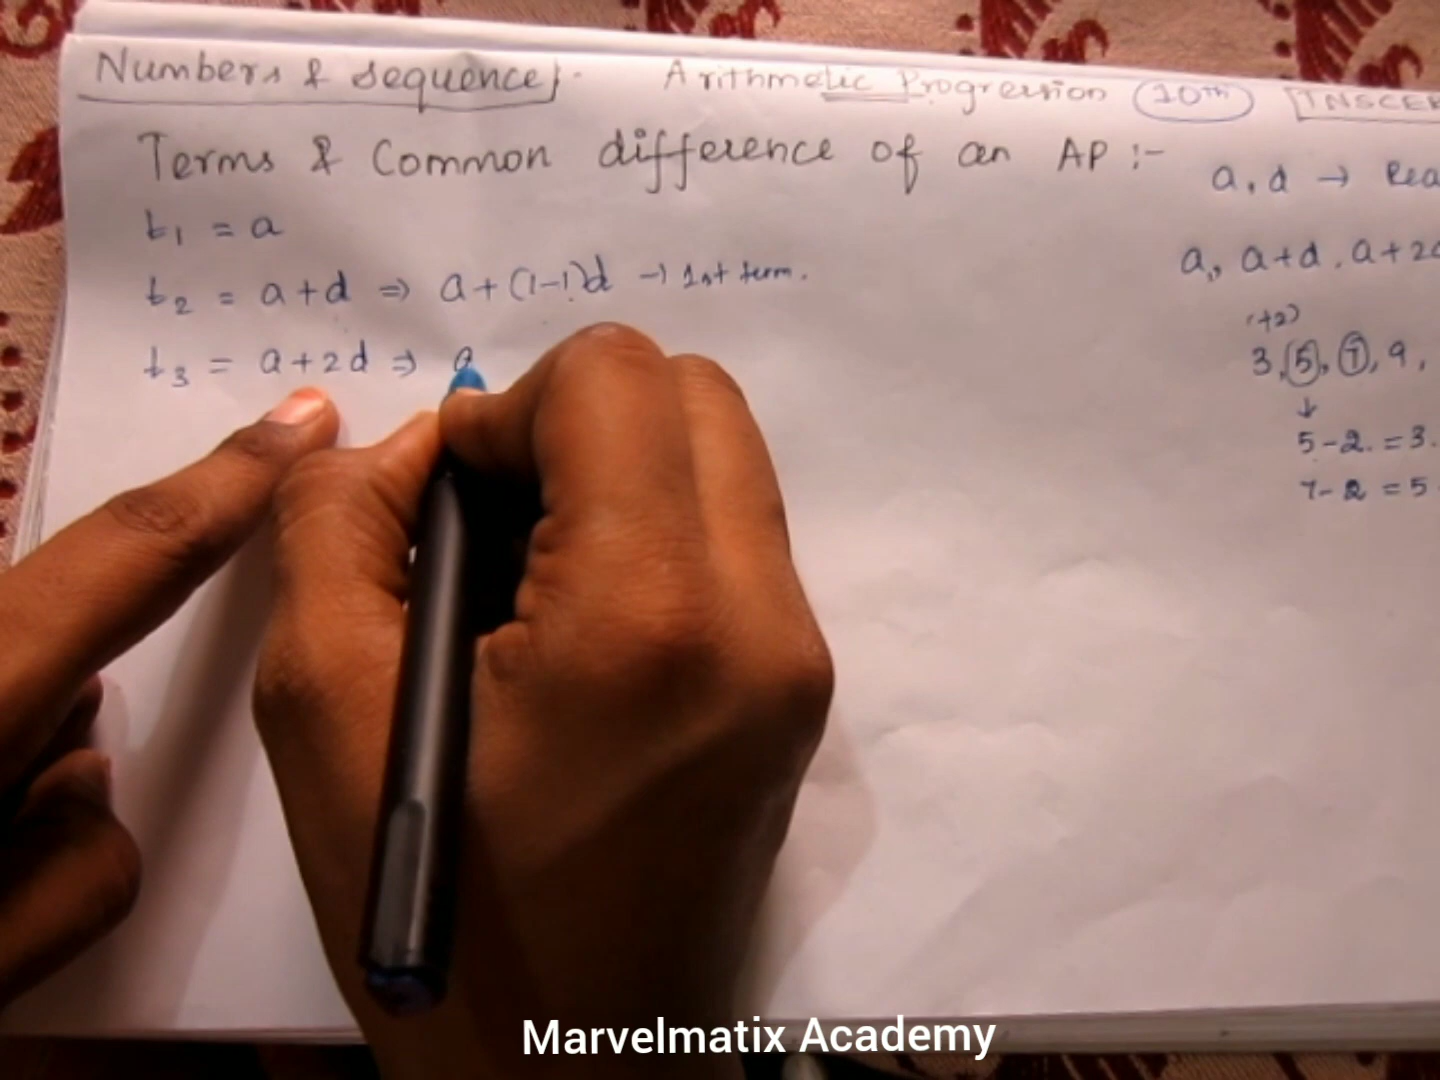 Numbers & Sequence:- Arithmetic Progression 10th TNSCER
Terms & Common difference of an AP :-
a, d → Rea
t1 = a
a, a+d, a+2d
t2 = a+d ⇒ a+(1-1)d → 1st term.
(+2)
t3 = a+2d ⇒ a
3, 5, 7, 9,
↓
5-2 = 3.
7-2 = 5
Marvelmatix Academy